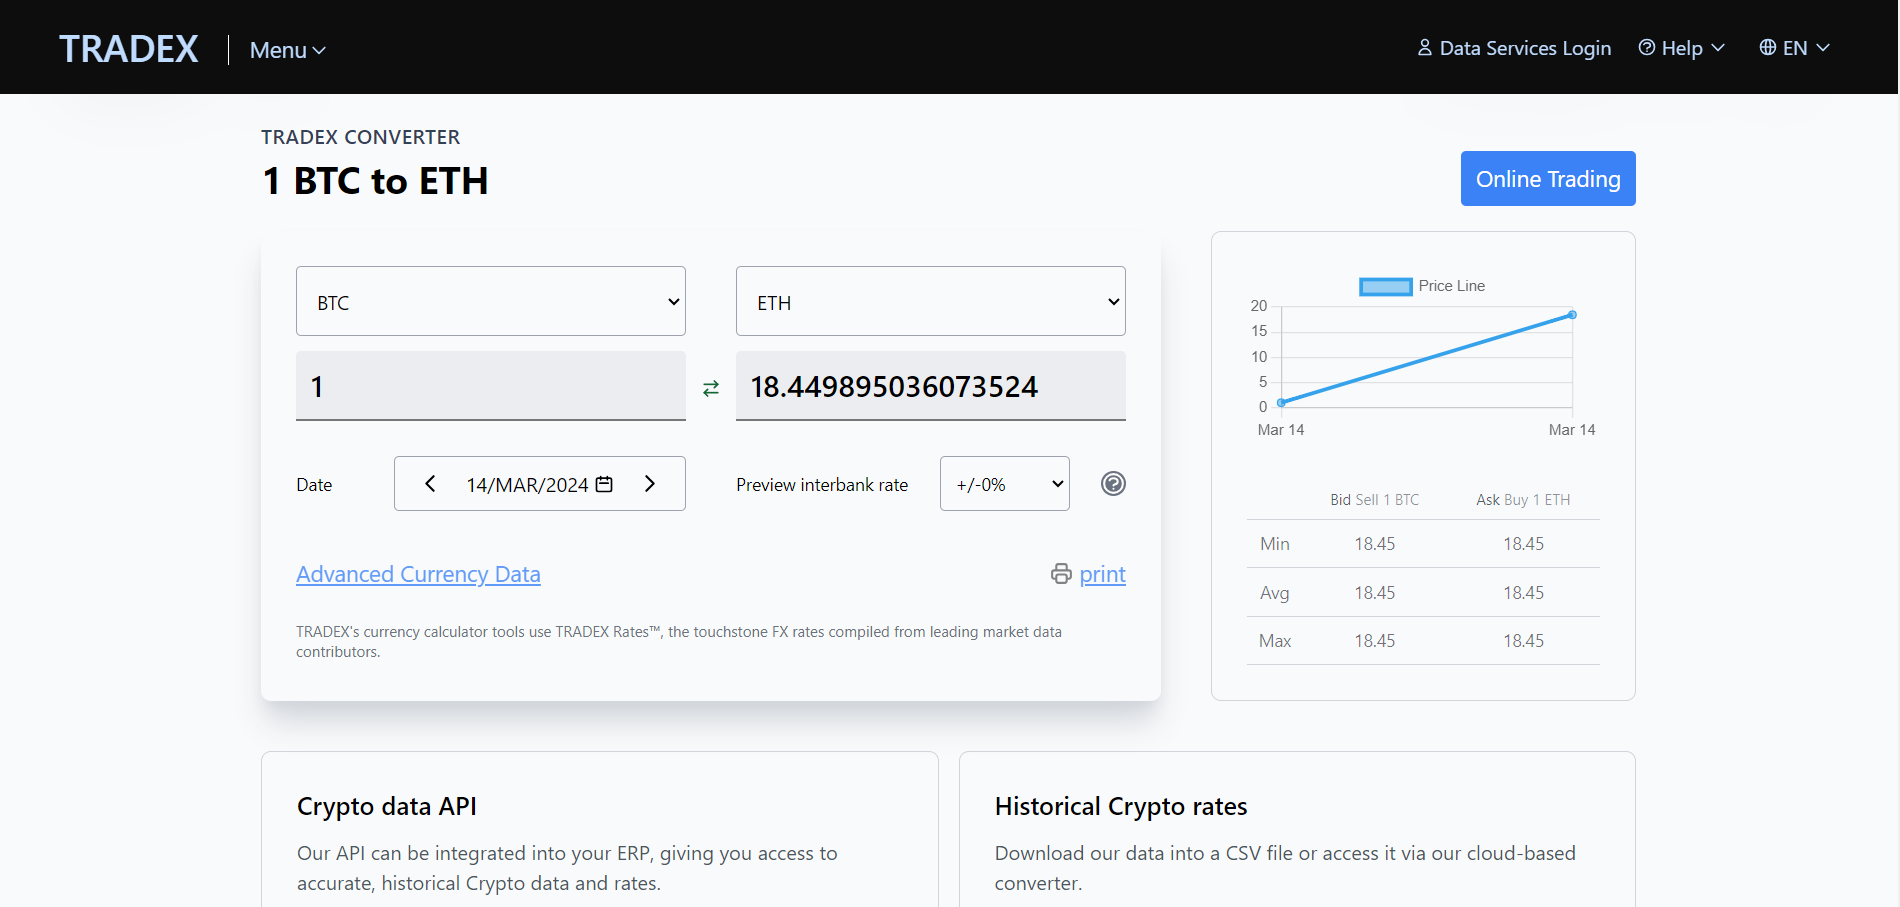 TRADEX
Menu
Data Services Login
Help
EN
TRADEX CONVERTER
1 BTC to ETH
Online Trading
BTC
ETH
1
18.449895036073524
Date
14/MAR/2024
Preview interbank rate
+/-0%
Advanced Currency Data
print
TRADEX's currency calculator tools use TRADEX Rates™, the touchstone FX rates compiled from leading market data
contributors.
Price Line
20
15
10
5
0
Mar 14
Mar 14
Bid Sell 1 BTC
Ask Buy 1 ETH
Min 18.45 18.45
Avg 18.45 18.45
Max 18.45 18.45
Crypto data API
Our API can be integrated into your ERP, giving you access to
accurate, historical Crypto data and rates.
Historical Crypto rates
Download our data into a CSV file or access it via our cloud-based
converter.